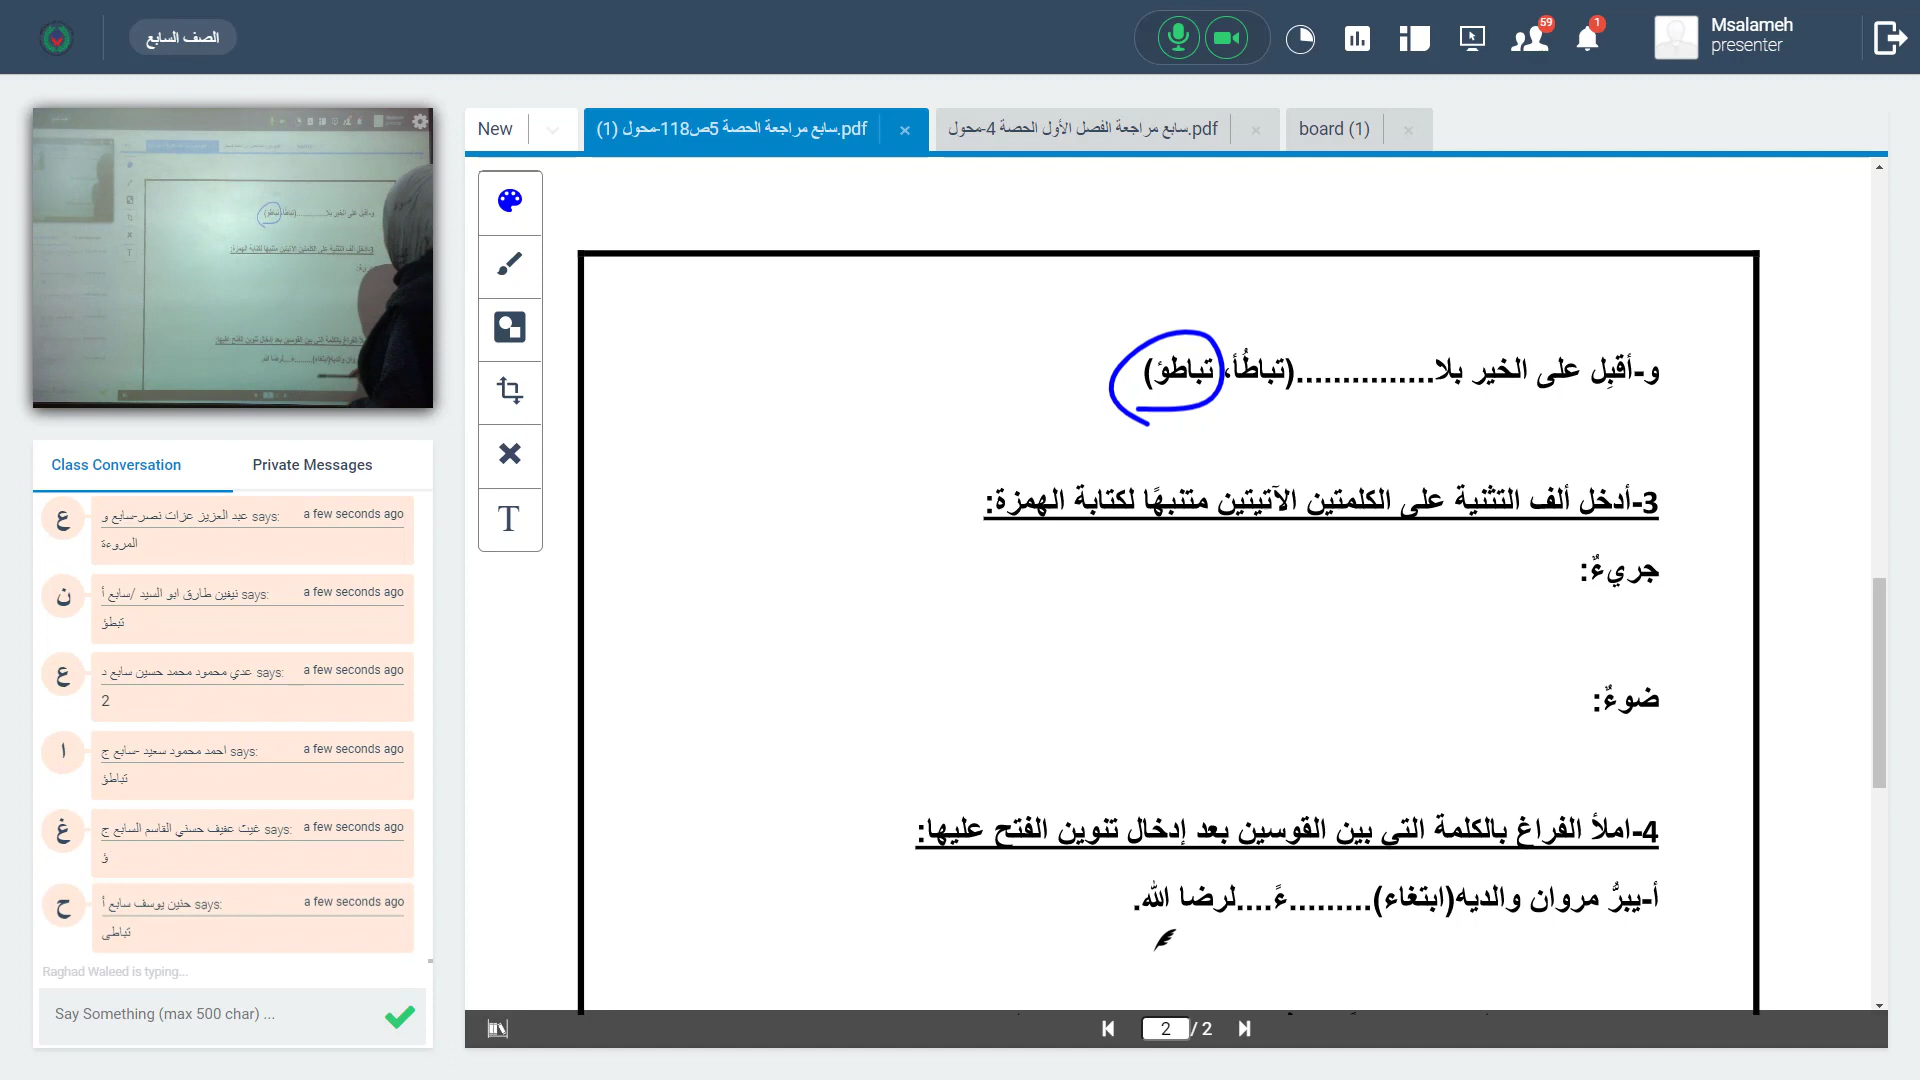 الصف السابع
59
1
Msalameh
presenter
New
سابع مراجعة الحصة 5ص118-محول (1).pdf
سابع مراجعة الفصل الأول الحصة 4-محول.pdf
board (1)
و-أقبِل على الخير بلا...............(تباطُأ، تباطؤ)
3-أدخل ألف التثنية على الكلمتين الآتيتين متنبهًا لكتابة الهمزة:
جريءٌ:
ضوءٌ:
4-املأ الفراغ بالكلمة التي بين القوسين بعد إدخال تنوين الفتح عليها:
أ-يبرُّ مروان والديه(ابتغاء).........ءً....لرضا الله.
T
2 / 2
Class Conversation
Private Messages
ع
عبد العزيز عزات نصر-سابع و says:
a few seconds ago
المروءة
ن
نيفين طارق ابو السيد /سابع أ says:
a few seconds ago
تبطؤ
ع
عدي محمود محمد حسين سابع د says:
a few seconds ago
2
ا
احمد محمود سعيد -سابع ج says:
a few seconds ago
تباطؤ
غ
غيث عفيف حسني القاسم السابع ج says:
a few seconds ago
ؤ
ح
حنين يوسف سابع أ says:
a few seconds ago
تباطى
Raghad Waleed is typing...
Say Something (max 500 char) ...